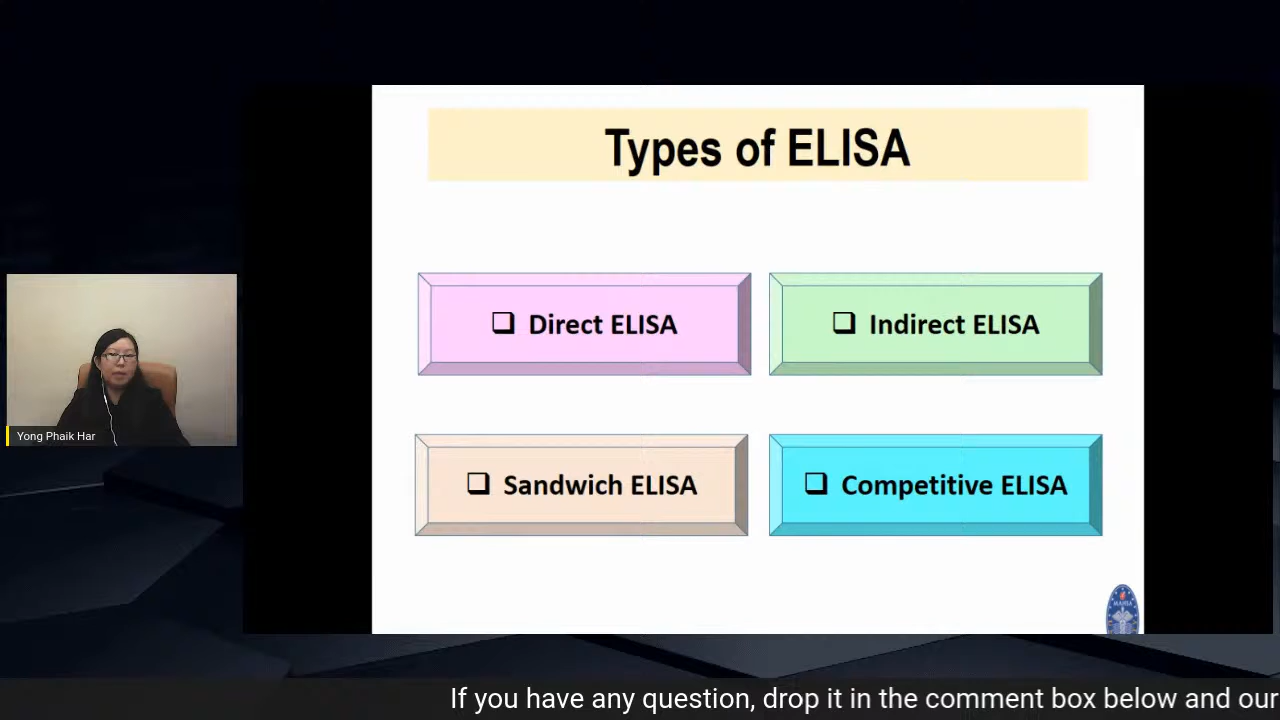 Types of ELISA
❑ Direct ELISA
❑ Indirect ELISA
❑ Sandwich ELISA
❑ Competitive ELISA
MAHSA
Yong Phaik Har
If you have any question, drop it in the comment box below and our